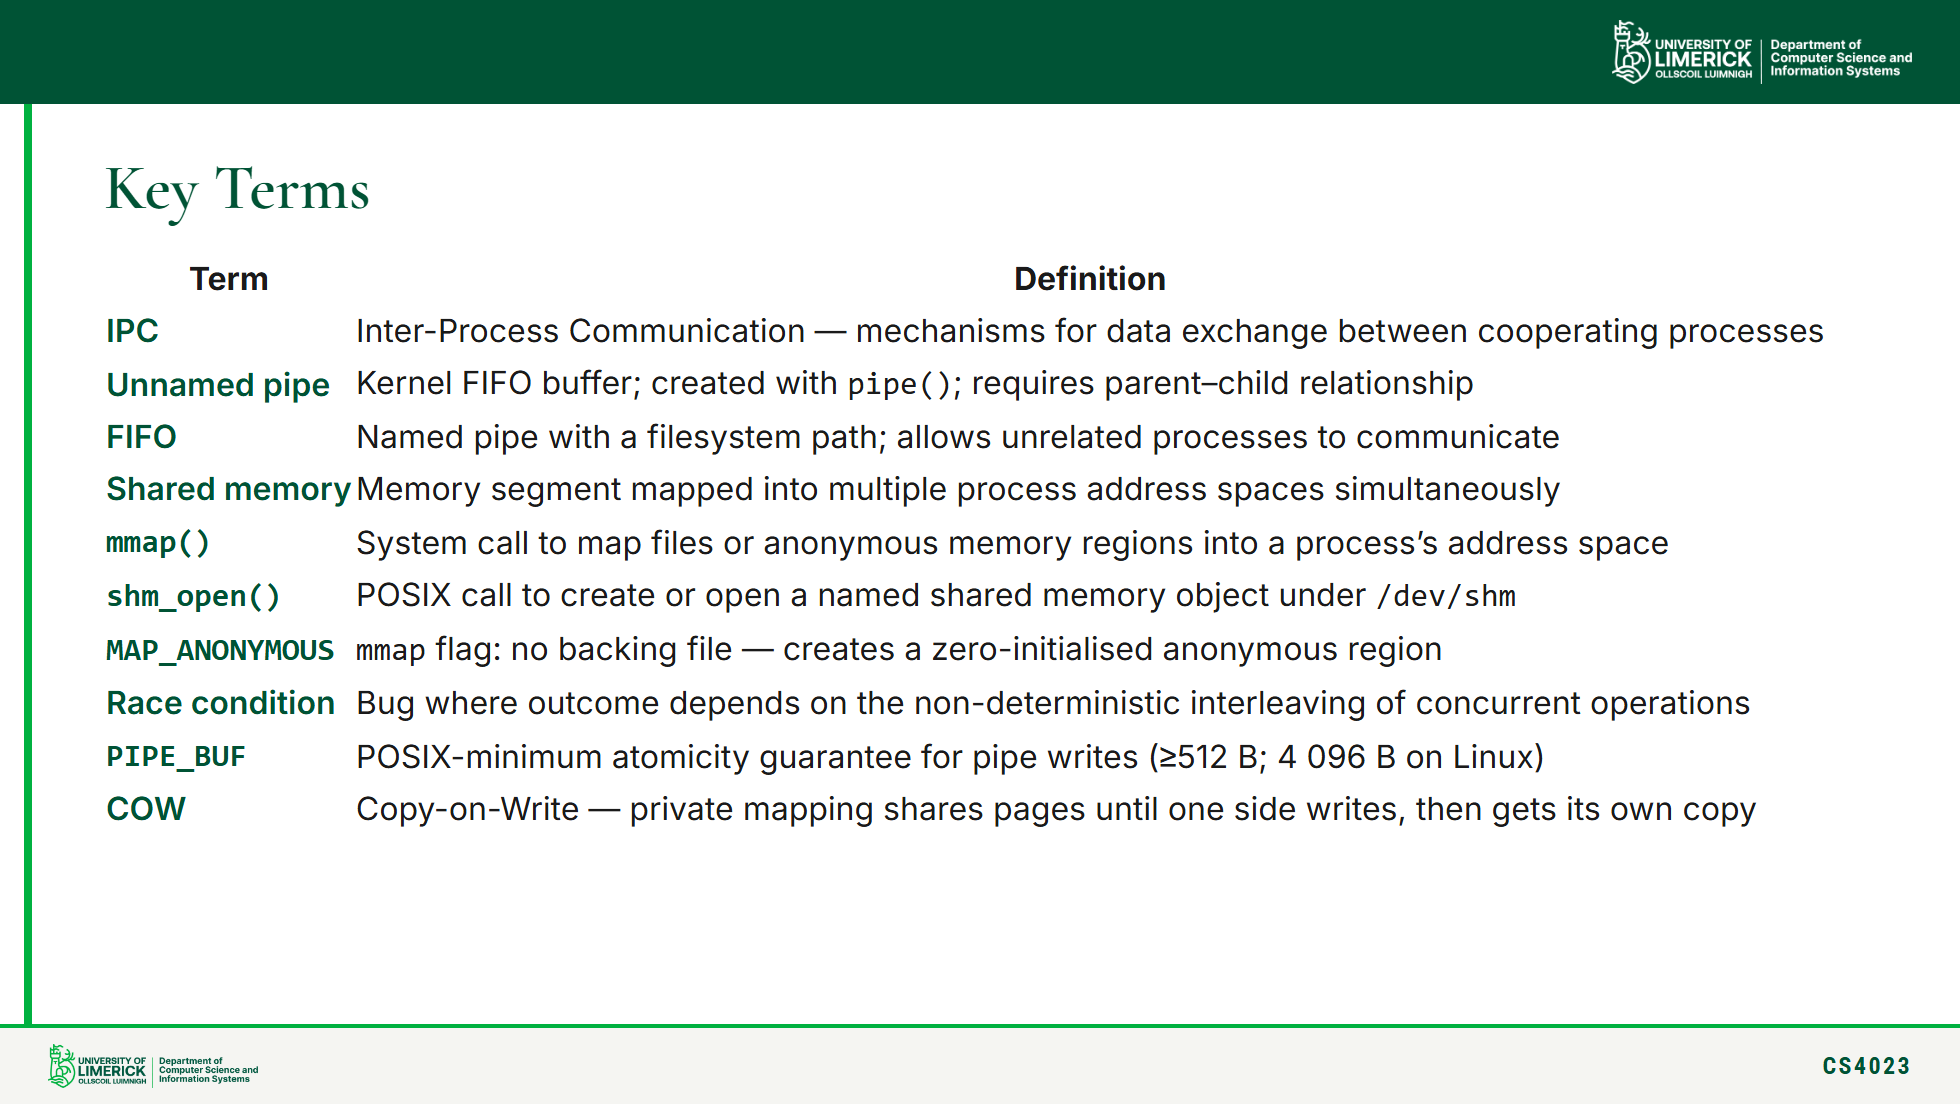 UNIVERSITY OF
LIMERICK
OLLSCOIL LUIMNIGH
Department of
Computer Science and
Information Systems
Key Terms
Term Definition
IPC Inter-Process Communication — mechanisms for data exchange between cooperating processes
Unnamed pipe Kernel FIFO buffer; created with pipe(); requires parent–child relationship
FIFO Named pipe with a filesystem path; allows unrelated processes to communicate
Shared memory Memory segment mapped into multiple process address spaces simultaneously
mmap() System call to map files or anonymous memory regions into a process’s address space
shm_open() POSIX call to create or open a named shared memory object under /dev/shm
MAP_ANONYMOUS mmap flag: no backing file — creates a zero-initialised anonymous region
Race condition Bug where outcome depends on the non-deterministic interleaving of concurrent operations
PIPE_BUF POSIX-minimum atomicity guarantee for pipe writes (≥512 B; 4 096 B on Linux)
COW Copy-on-Write — private mapping shares pages until one side writes, then gets its own copy
UNIVERSITY OF
LIMERICK
OLLSCOIL LUIMNIGH
Department of
Computer Science and
Information Systems
CS4023